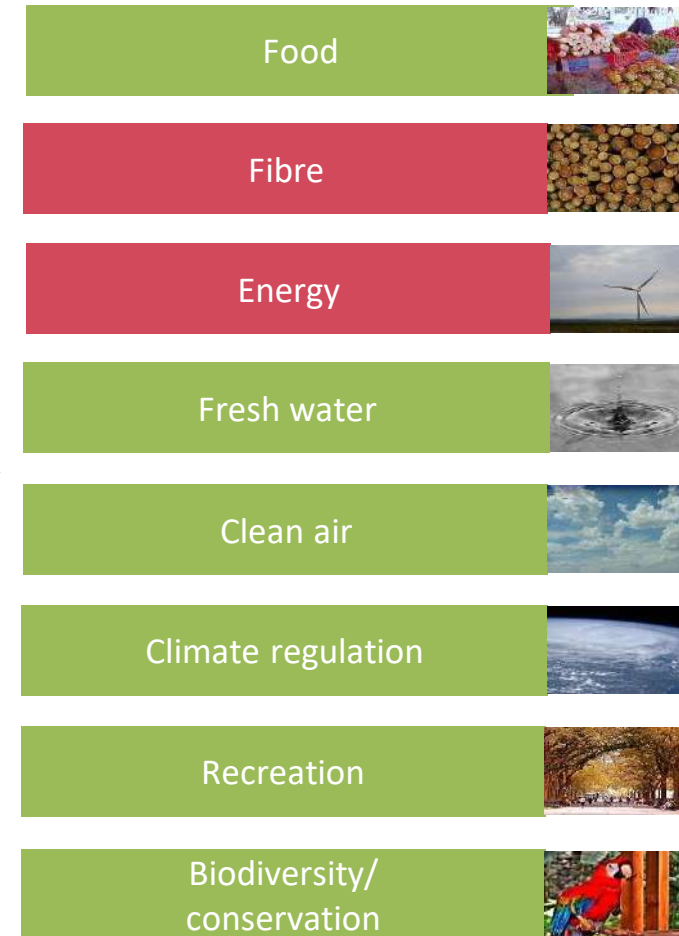 Food
Fibre
Energy
Fresh water
Clean air
Climate regulation
Recreation
Biodiversity/
conservation